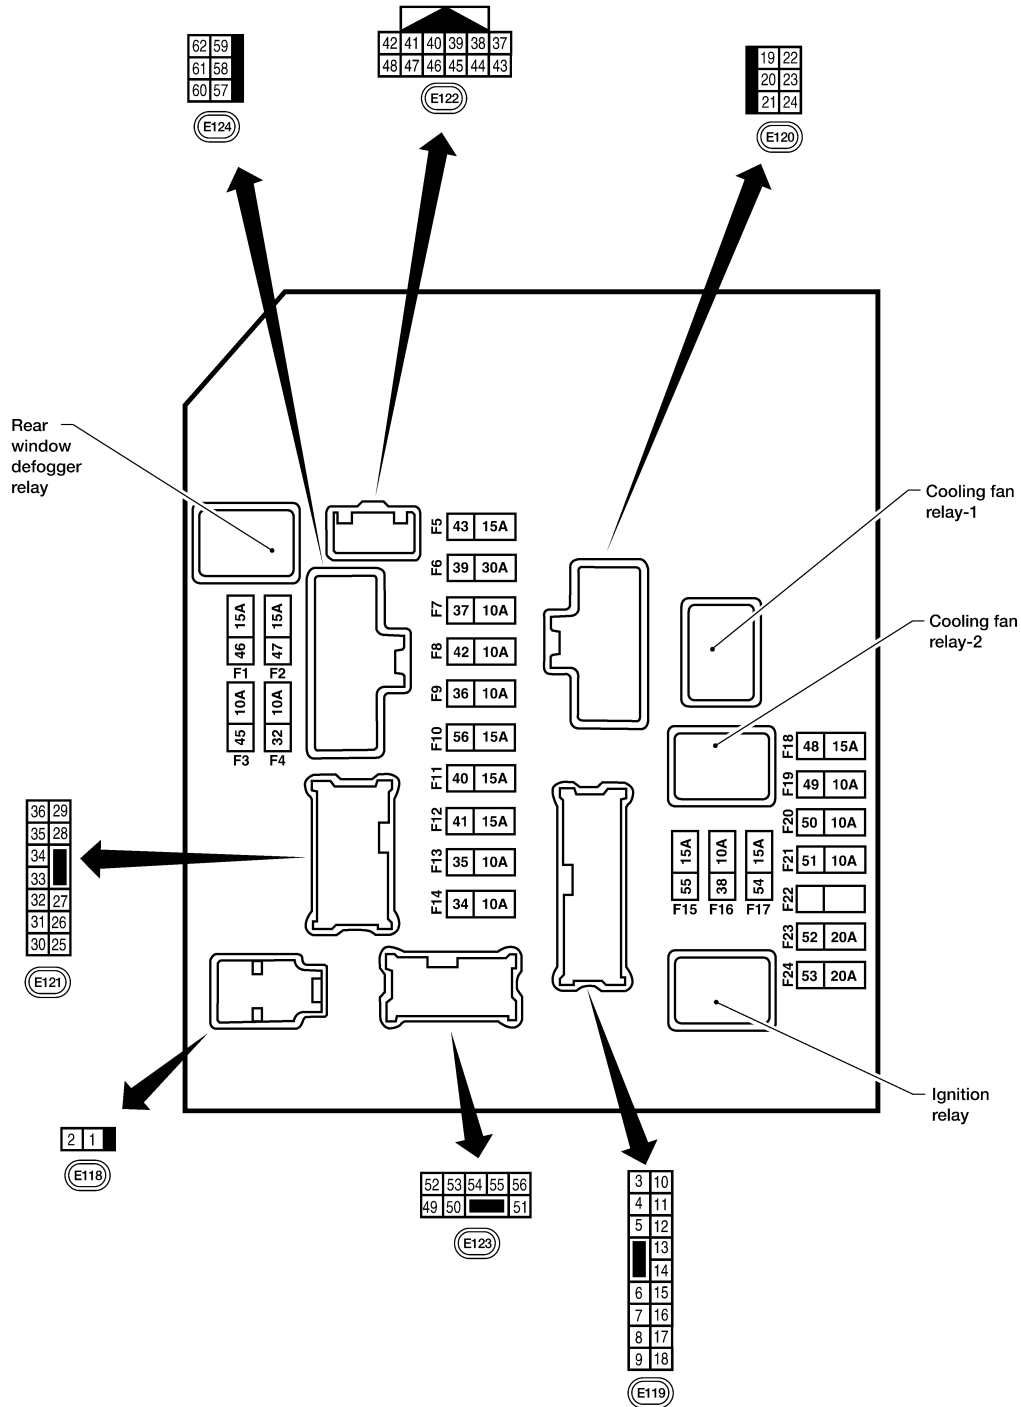 62 59
61 58
60 57
E124
42 41 40 39 38 37
48 47 46 45 44 43
E122
19 22
20 23
21 24
E120
Rear
window
defogger
relay
Cooling fan
relay-1
Cooling fan
relay-2
F5 43 15A
F6 39 30A
F7 37 10A
F8 42 10A
F9 36 10A
F10 56 15A
F11 40 15A
F12 41 15A
F13 35 10A
F14 34 10A
15A 46 F1
15A 47 F2
10A 45 F3
10A 32 F4
15A 55 F15
10A 38 F16
15A 54 F17
F18 48 15A
F19 49 10A
F20 50 10A
F21 51 10A
F22
F23 52 20A
F24 53 20A
36 29
35 28
34
33
32 27
31 26
30 25
E121
Ignition
relay
2 1
E118
52 53 54 55 56
49 50 51
E123
3 10
4 11
5 12
13
14
6 15
7 16
8 17
9 18
E119